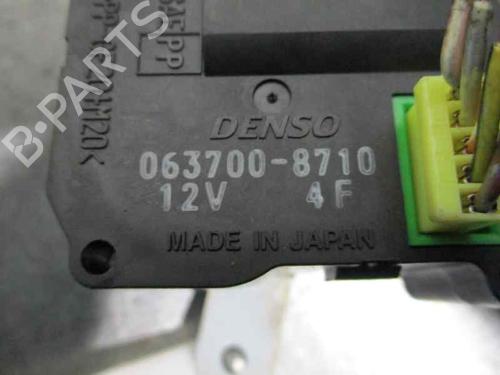 DENSO
063700-8710
12V 4F
MADE IN JAPAN
B-PARTS